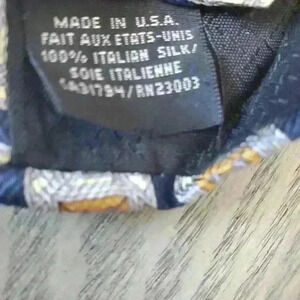 MADE IN U.S.A.
FAIT AUX ETATS-UNIS
100% ITALIAN SILK/
SOIE ITALIENNE
CA31794/RN23003